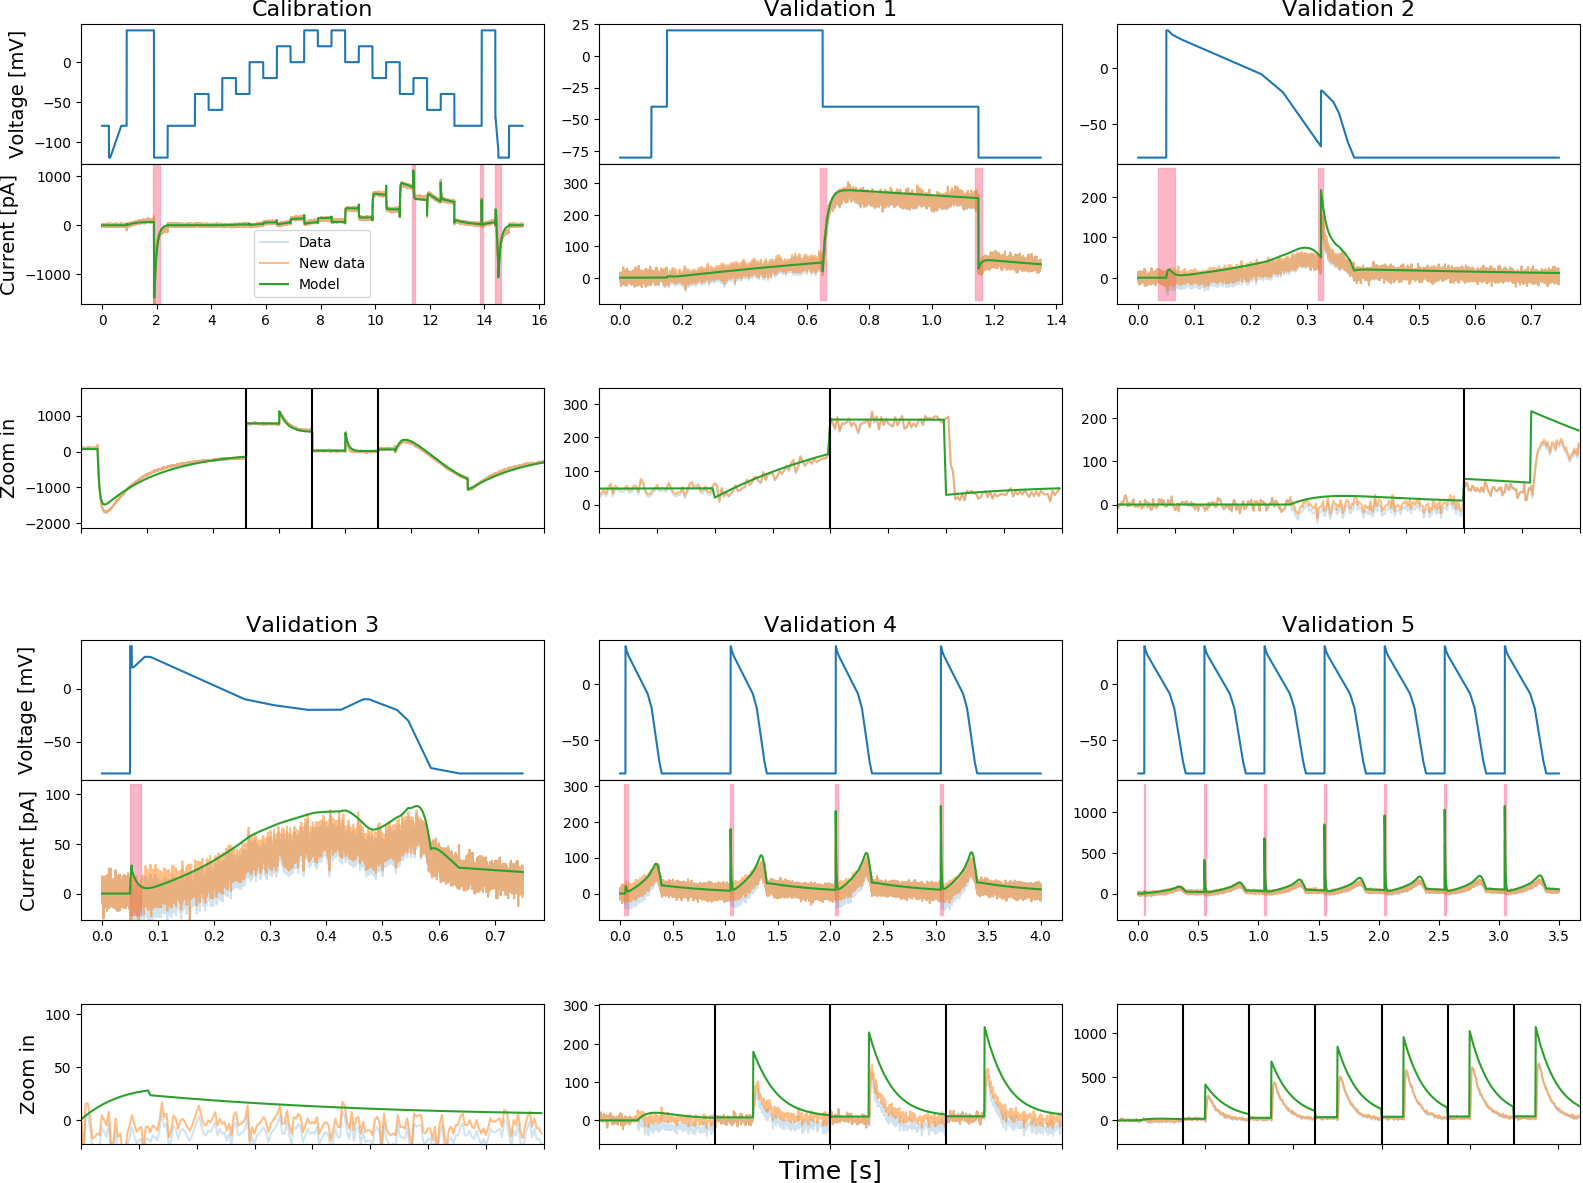 Calibration
Validation 1
Validation 2
Voltage [mV]
0
−50
−100
25
0
−25
−50
−75
0
−50
Current [pA]
1000
0
−1000
Data
New data
Model
300
200
100
0
200
100
0
0 2 4 6 8 10 12 14 16
0.0 0.2 0.4 0.6 0.8 1.0 1.2 1.4
0.0 0.1 0.2 0.3 0.4 0.5 0.6 0.7
Zoom in
1000
0
−1000
−2000
300
200
100
0
200
100
0
Validation 3
Validation 4
Validation 5
Voltage [mV]
0
−50
0
−50
0
−50
Current [pA]
100
50
0
300
200
100
0
1000
500
0
0.0 0.1 0.2 0.3 0.4 0.5 0.6 0.7
0.0 0.5 1.0 1.5 2.0 2.5 3.0 3.5 4.0
0.0 0.5 1.0 1.5 2.0 2.5 3.0 3.5
Zoom in
100
50
0
300
200
100
0
1000
500
0
Time [s]